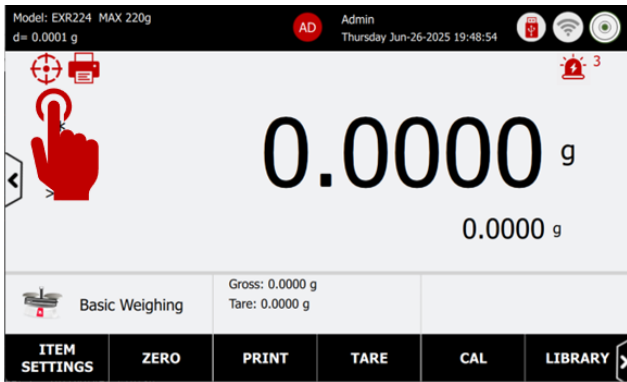 Model: EXR224 MAX 220g
d= 0.0001 g
AD
Admin
Thursday Jun-26-2025 19:48:54
3
0.0000 g
0.0000 g
Basic Weighing
Gross: 0.0000 g
Tare: 0.0000 g
ITEM SETTINGS
ZERO
PRINT
TARE
CAL
LIBRARY